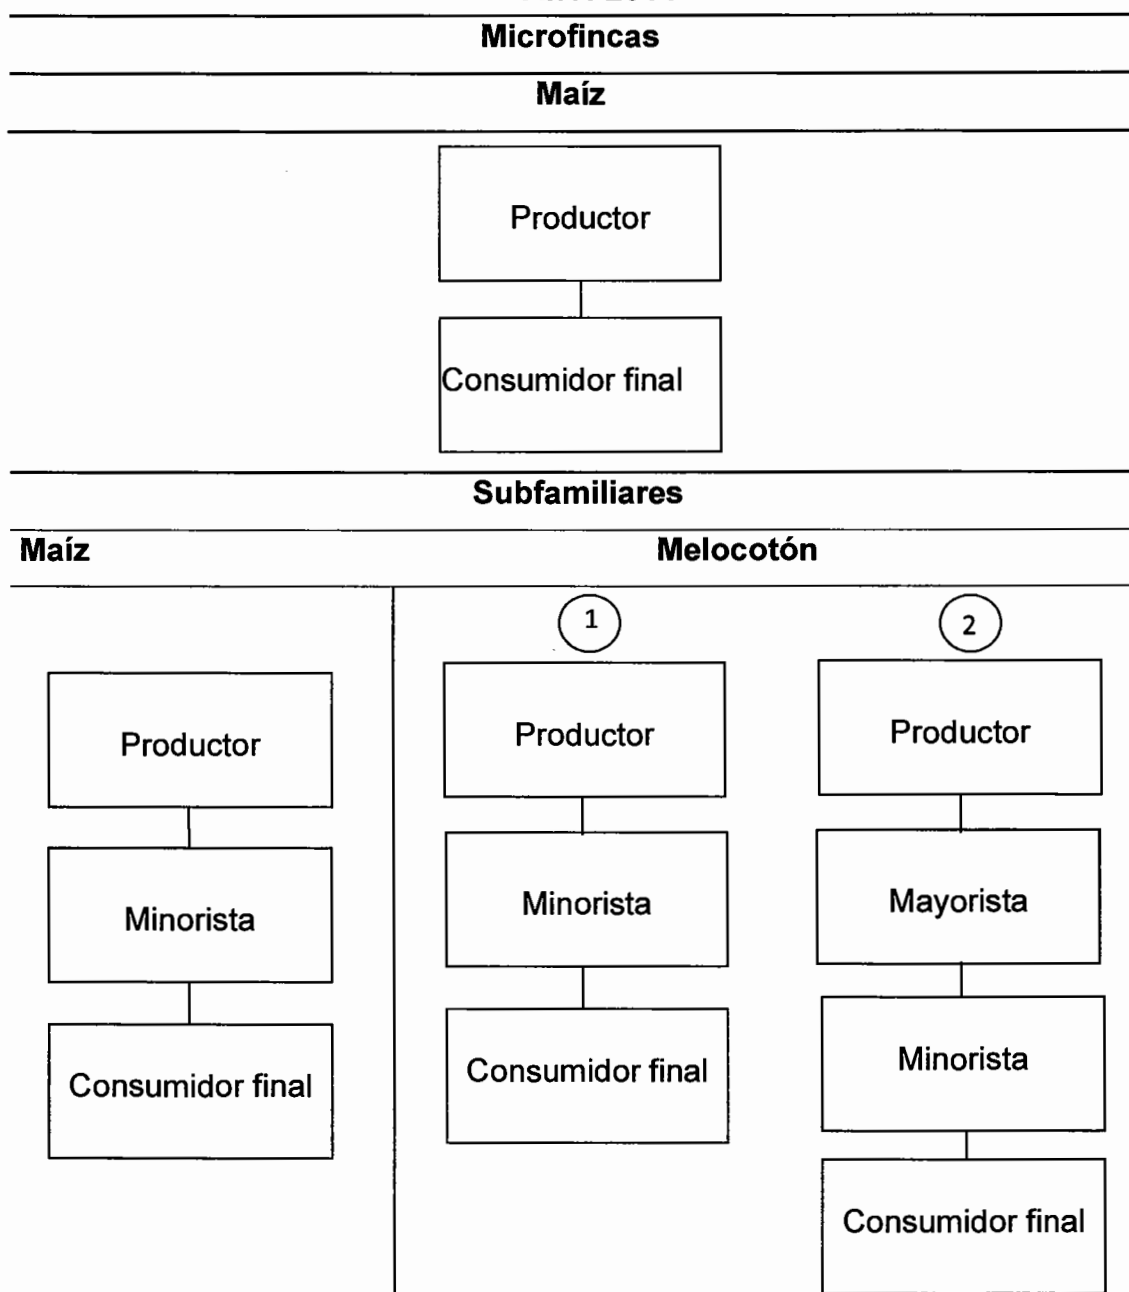 Microfincas
Maíz
Productor
Consumidor final
Subfamiliares
Maíz
Melocotón
1
2
Productor
Minorista
Consumidor final
Productor
Minorista
Consumidor final
Productor
Mayorista
Minorista
Consumidor final